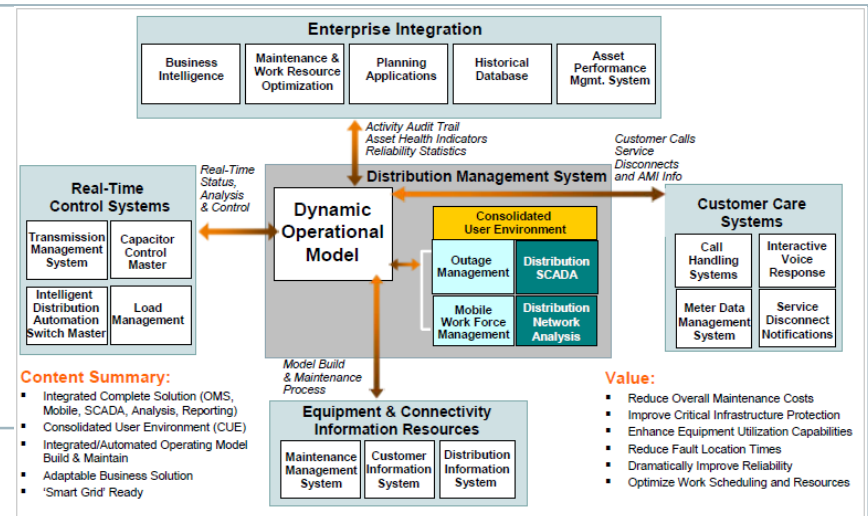 Enterprise Integration
Business
Intelligence
Maintenance &
Work Resource
Optimization
Planning
Applications
Historical
Database
Asset
Performance
Mgmt. System
Activity Audit Trail
Asset Health Indicators
Reliability Statistics
Customer Calls
Service
Disconnects
and AMI Info
Real-Time
Status,
Analysis
& Control
Real-Time
Control Systems
Transmission
Management
System
Capacitor
Control
Master
Intelligent
Distribution
Automation
Switch Master
Load
Management
Distribution Management System
Dynamic
Operational
Model
Consolidated
User Environment
Outage
Management
Distribution
SCADA
Mobile
Work Force
Management
Distribution
Network
Analysis
Customer Care
Systems
Call
Handling
Systems
Interactive
Voice
Response
Meter Data
Management
System
Service
Disconnect
Notifications
Model Build
& Maintenance
Process
Equipment & Connectivity
Information Resources
Maintenance
Management
System
Customer
Information
System
Distribution
Information
System
Content Summary:
▪ Integrated Complete Solution (OMS,
Mobile, SCADA, Analysis, Reporting)
▪ Consolidated User Environment (CUE)
▪ Integrated/Automated Operating Model
Build & Maintain
▪ Adaptable Business Solution
▪ ‘Smart Grid’ Ready
Value:
▪ Reduce Overall Maintenance Costs
▪ Improve Critical Infrastructure Protection
▪ Enhance Equipment Utilization Capabilities
▪ Reduce Fault Location Times
▪ Dramatically Improve Reliability
▪ Optimize Work Scheduling and Resources